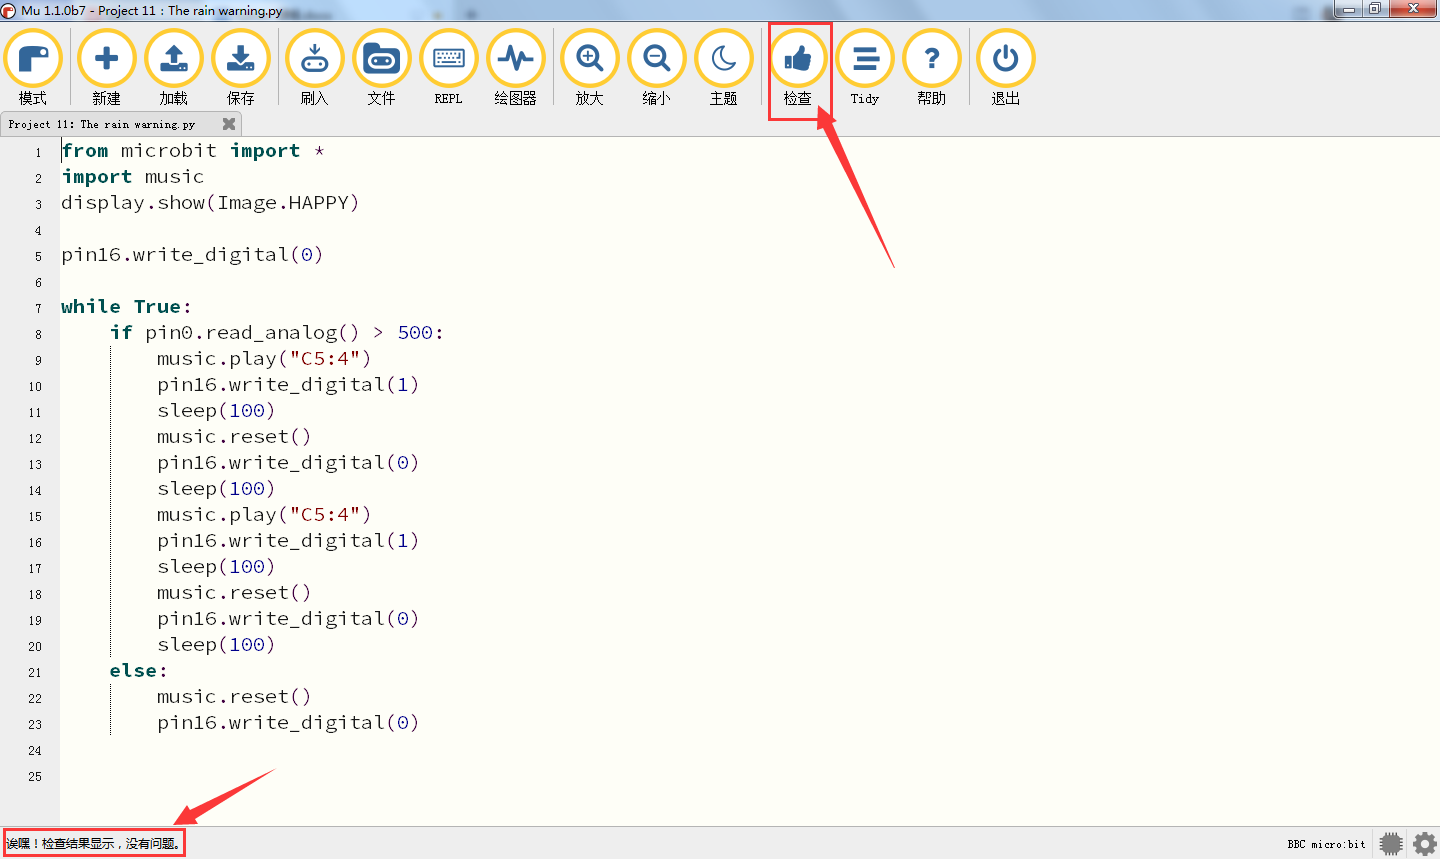 Mu 1.1.0b7 - Project 11：The rain warning.py
模式 新建 加载 保存 刷入 文件 REPL 绘图器 放大 缩小 主题 检查 Tidy 帮助 退出
Project 11：The rain warning.py
1 from microbit import *
2 import music
3 display.show(Image.HAPPY)
4
5 pin16.write_digital(0)
6
7 while True:
8     if pin0.read_analog() > 500:
9         music.play("C5:4")
10         pin16.write_digital(1)
11         sleep(100)
12         music.reset()
13         pin16.write_digital(0)
14         sleep(100)
15         music.play("C5:4")
16         pin16.write_digital(1)
17         sleep(100)
18         music.reset()
19         pin16.write_digital(0)
20         sleep(100)
21     else:
22         music.reset()
23         pin16.write_digital(0)
24
25
诶嘿！检查结果显示，没有问题。
BBC micro:bit